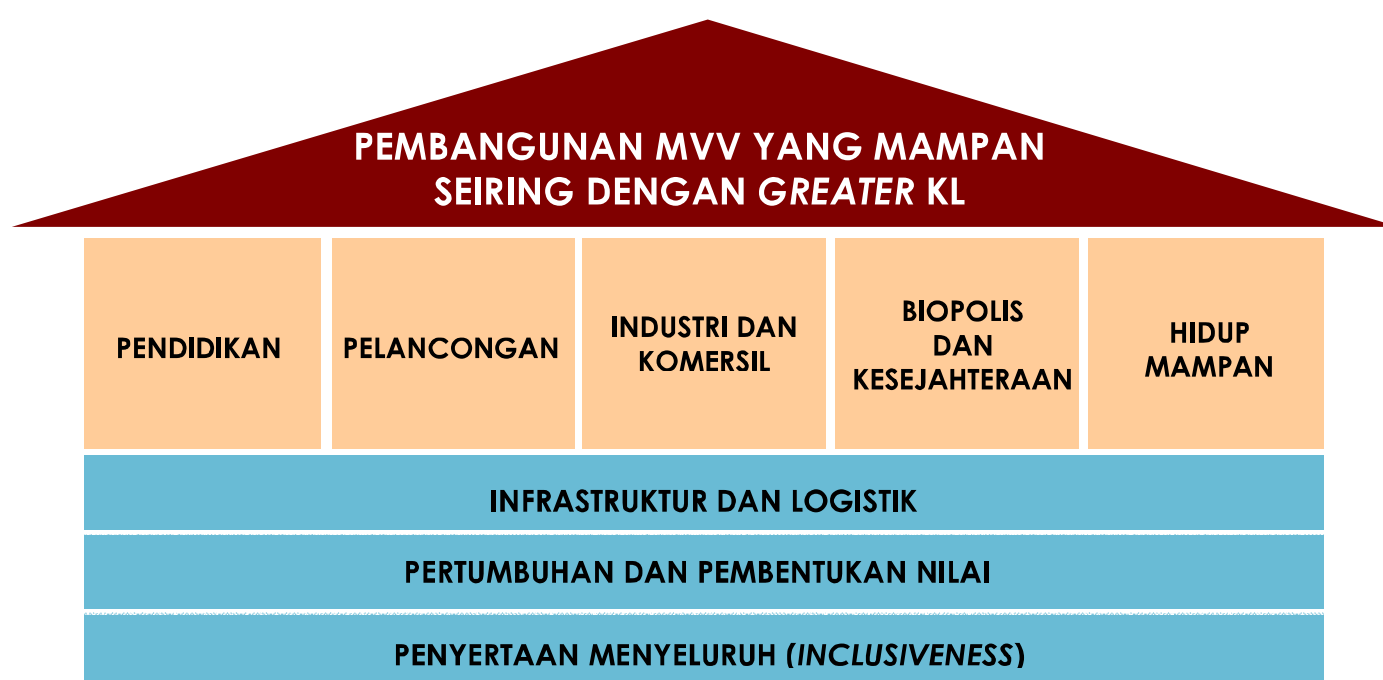 PEMBANGUNAN MVV YANG MAMPAN
SEIRING DENGAN GREATER KL
PENDIDIKAN
PELANCONGAN
INDUSTRI DAN
KOMERSIL
BIOPOLIS
DAN
KESEJAHTERAAN
HIDUP
MAMPAN
INFRASTRUKTUR DAN LOGISTIK
PERTUMBUHAN DAN PEMBENTUKAN NILAI
PENYERTAAN MENYELURUH (INCLUSIVENESS)